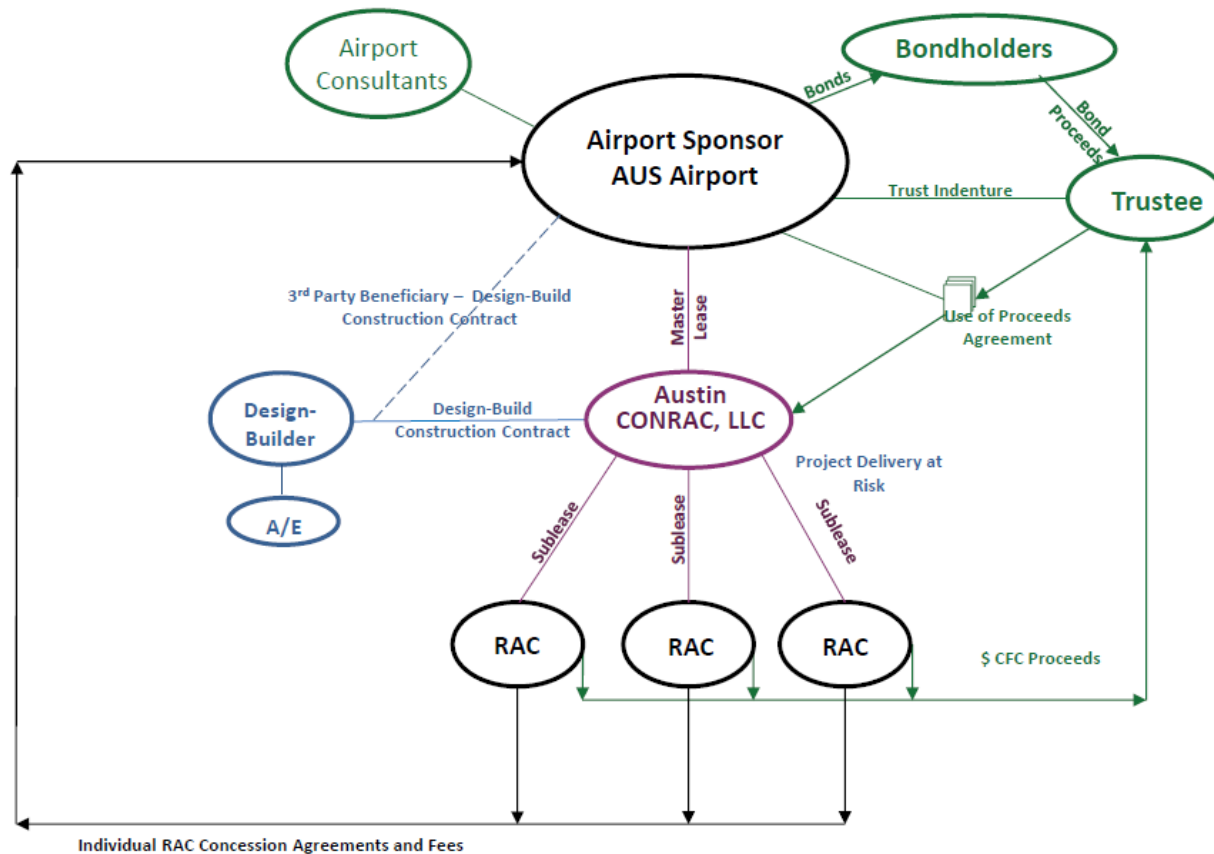 Airport
Consultants
Bondholders
Bonds
Bond
Proceeds
Airport Sponsor
AUS Airport
Trust Indenture
Trustee
3rd Party Beneficiary – Design-Build
Construction Contract
Master
Lease
Use of Proceeds
Agreement
Design-
Builder
Design-Build
Construction Contract
Austin
CONRAC, LLC
Project Delivery at
Risk
A/E
Sublease
Sublease
Sublease
RAC
RAC
RAC
$ CFC Proceeds
Individual RAC Concession Agreements and Fees